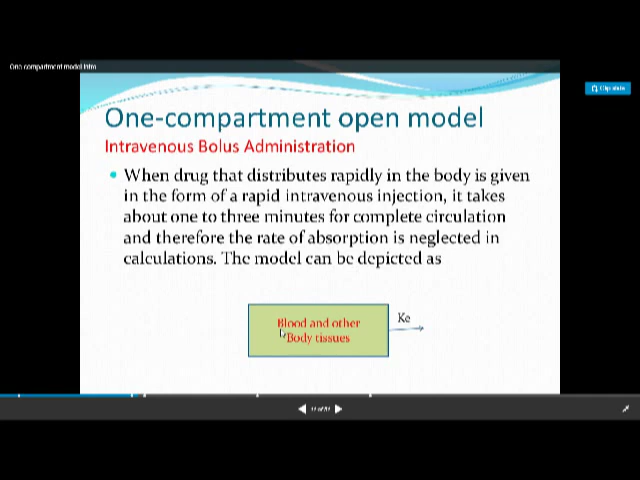 One compartment model intro
Clip slide
One-compartment open model
Intravenous Bolus Administration
• When drug that distributes rapidly in the body is given
in the form of a rapid intravenous injection, it takes
about one to three minutes for complete circulation
and therefore the rate of absorption is neglected in
calculations. The model can be depicted as
Blood and other
Body tissues
Ke